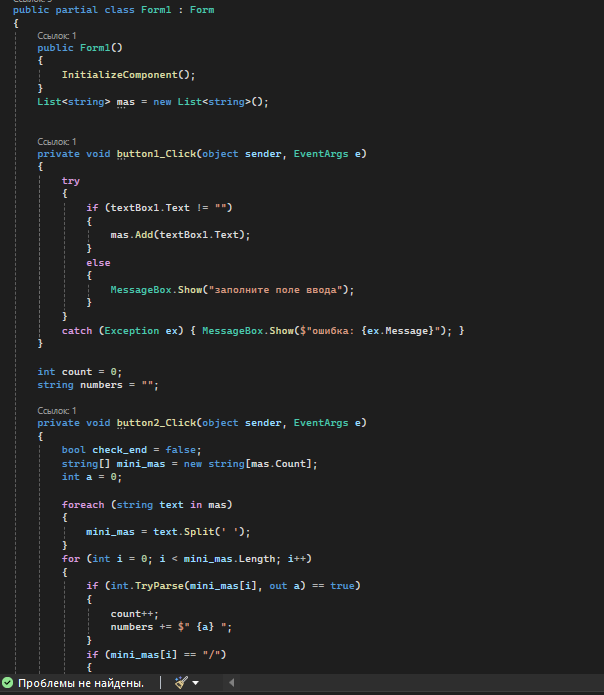 public partial class Form1 : Form
{
Ссылок: 1
public Form1()
{
InitializeComponent();
}
List<string> mas = new List<string>();
Ссылок: 1
private void button1_Click(object sender, EventArgs e)
{
try
{
if (textBox1.Text != "")
{
mas.Add(textBox1.Text);
}
else
{
MessageBox.Show("заполните поле ввода");
}
}
catch (Exception ex) { MessageBox.Show($"ошибка: {ex.Message}"); }
}
int count = 0;
string numbers = "";
Ссылок: 1
private void button2_Click(object sender, EventArgs e)
{
bool check_end = false;
string[] mini_mas = new string[mas.Count];
int a = 0;
foreach (string text in mas)
{
mini_mas = text.Split(' ');
}
for (int i = 0; i < mini_mas.Length; i++)
{
if (int.TryParse(mini_mas[i], out a) == true)
{
count++;
numbers += $" {a} ";
}
if (mini_mas[i] == "/")
{
Проблемы не найдены.